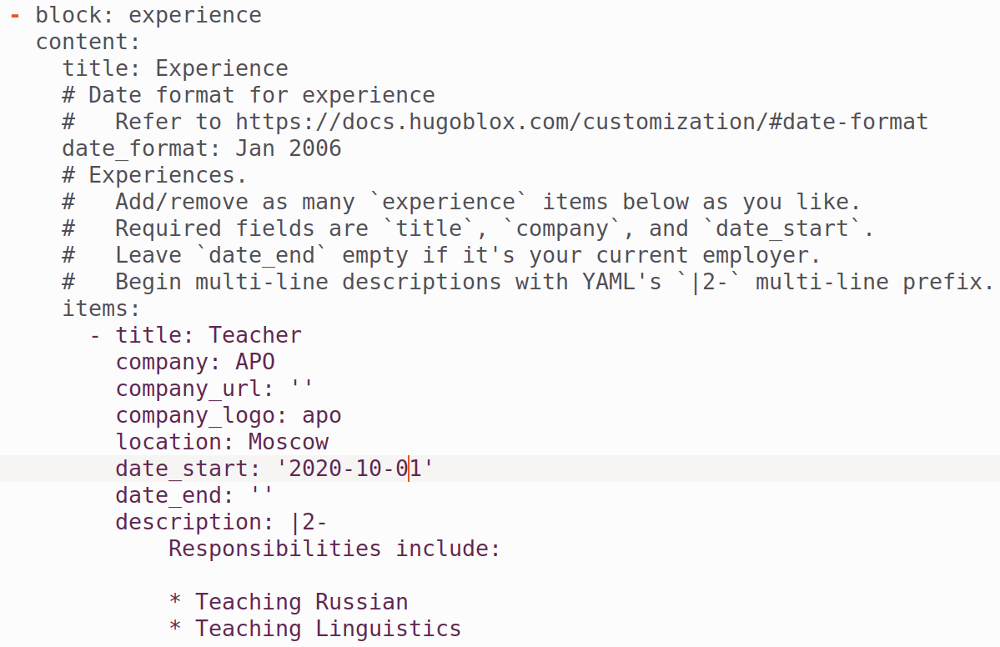 - block: experience
  content:
    title: Experience
    # Date format for experience
    #   Refer to https://docs.hugoblox.com/customization/#date-format
    date_format: Jan 2006
    # Experiences.
    #   Add/remove as many `experience` items below as you like.
    #   Required fields are `title`, `company`, and `date_start`.
    #   Leave `date_end` empty if it's your current employer.
    #   Begin multi-line descriptions with YAML's `|2-` multi-line prefix.
    items:
      - title: Teacher
        company: APO
        company_url: ''
        company_logo: apo
        location: Moscow
        date_start: '2020-10-01'
        date_end: ''
        description: |2-
            Responsibilities include:

            * Teaching Russian
            * Teaching Linguistics